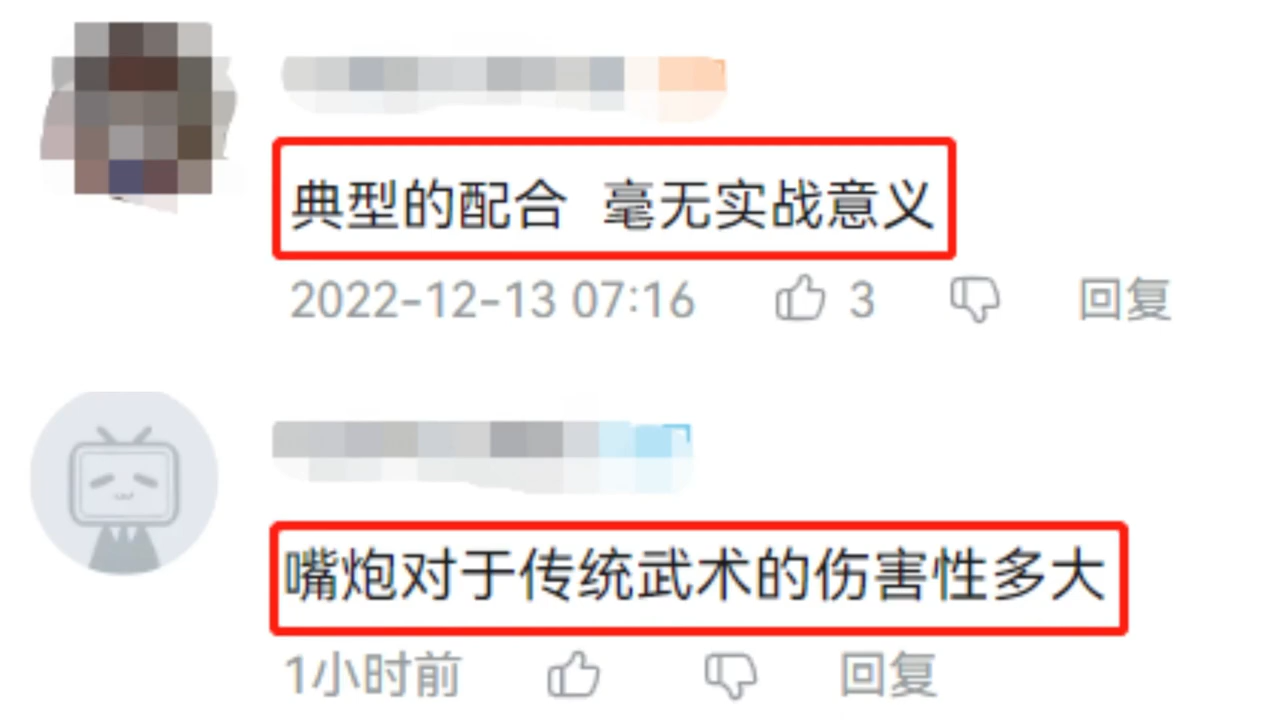 典型的配合 毫无实战意义
2022-12-13 07:16 3 回复
嘴炮对于传统武术的伤害性多大
1小时前 回复